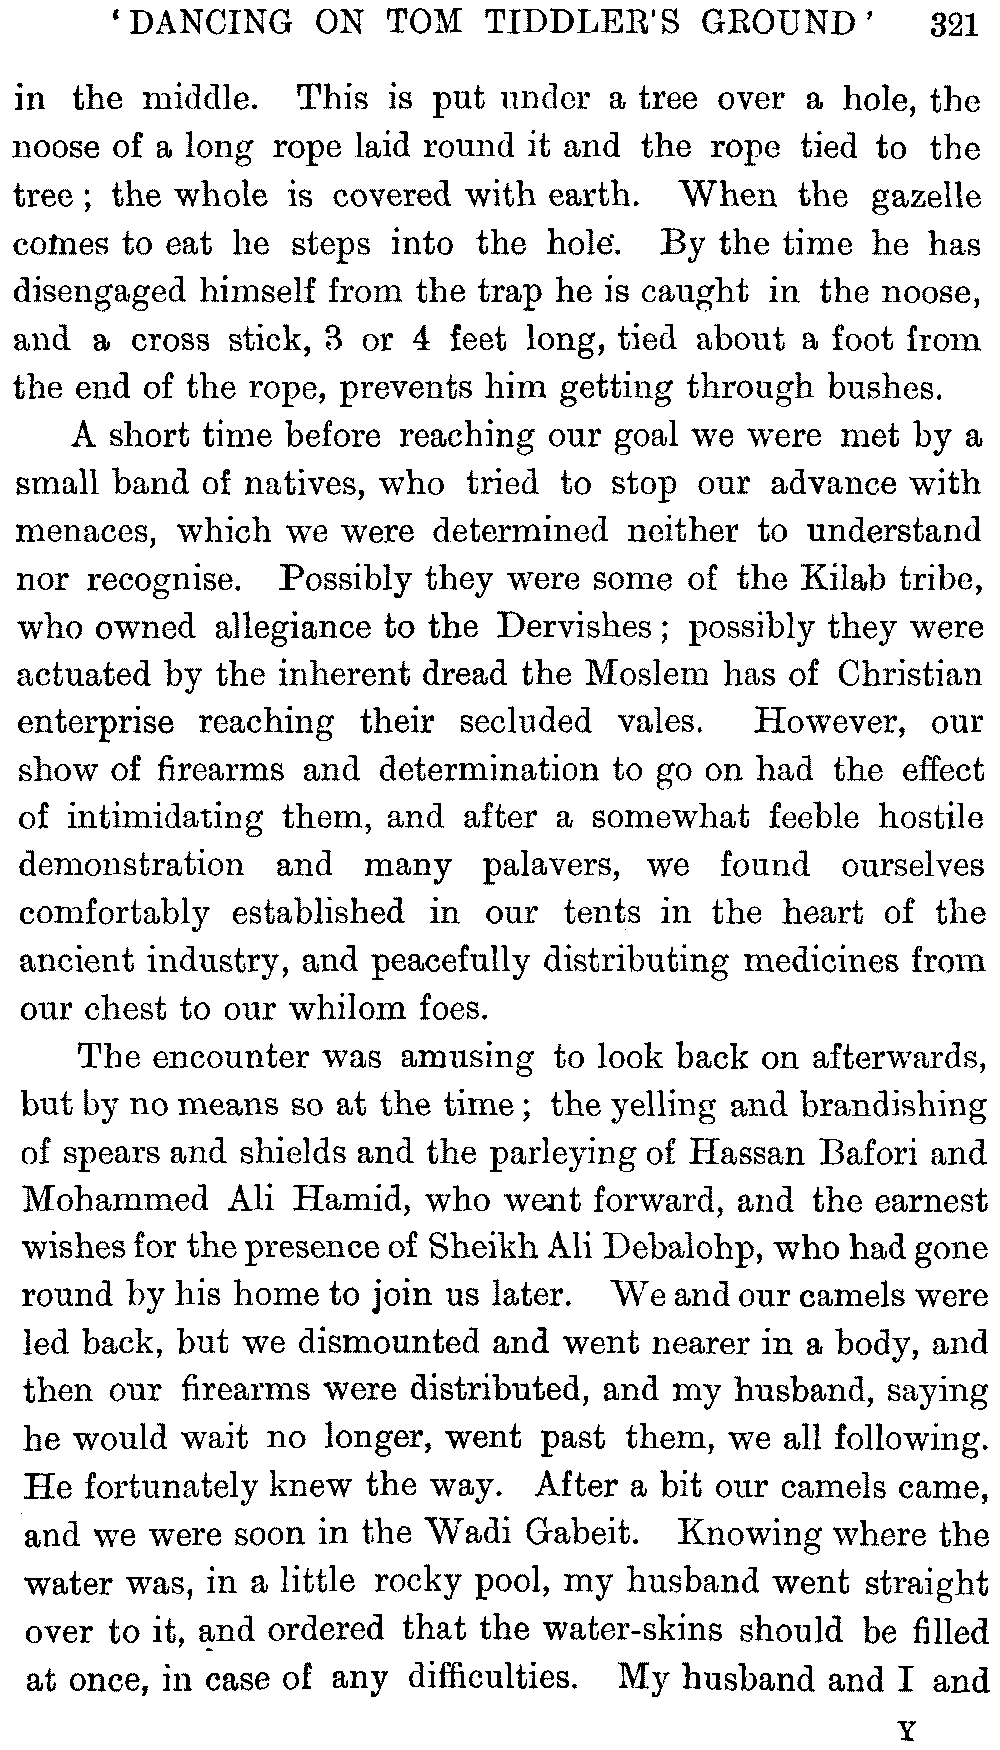 'DANCING ON TOM TIDDLER'S GROUND' 321
in the middle. This is put under a tree over a hole, the
noose of a long rope laid round it and the rope tied to the
tree; the whole is covered with earth. When the gazelle
comes to eat he steps into the hole. By the time he has
disengaged himself from the trap he is caught in the noose,
and a cross stick, 3 or 4 feet long, tied about a foot from
the end of the rope, prevents him getting through bushes.
A short time before reaching our goal we were met by a
small band of natives, who tried to stop our advance with
menaces, which we were determined neither to understand
nor recognise. Possibly they were some of the Kilab tribe,
who owned allegiance to the Dervishes; possibly they were
actuated by the inherent dread the Moslem has of Christian
enterprise reaching their secluded vales. However, our
show of firearms and determination to go on had the effect
of intimidating them, and after a somewhat feeble hostile
demonstration and many palavers, we found ourselves
comfortably established in our tents in the heart of the
ancient industry, and peacefully distributing medicines from
our chest to our whilom foes.
The encounter was amusing to look back on afterwards,
but by no means so at the time; the yelling and brandishing
of spears and shields and the parleying of Hassan Bafori and
Mohammed Ali Hamid, who went forward, and the earnest
wishes for the presence of Sheikh Ali Debalohp, who had gone
round by his home to join us later. We and our camels were
led back, but we dismounted and went nearer in a body, and
then our firearms were distributed, and my husband, saying
he would wait no longer, went past them, we all following.
He fortunately knew the way. After a bit our camels came,
and we were soon in the Wadi Gabeit. Knowing where the
water was, in a little rocky pool, my husband went straight
over to it, and ordered that the water-skins should be filled
at once, in case of any difficulties. My husband and I and
Y